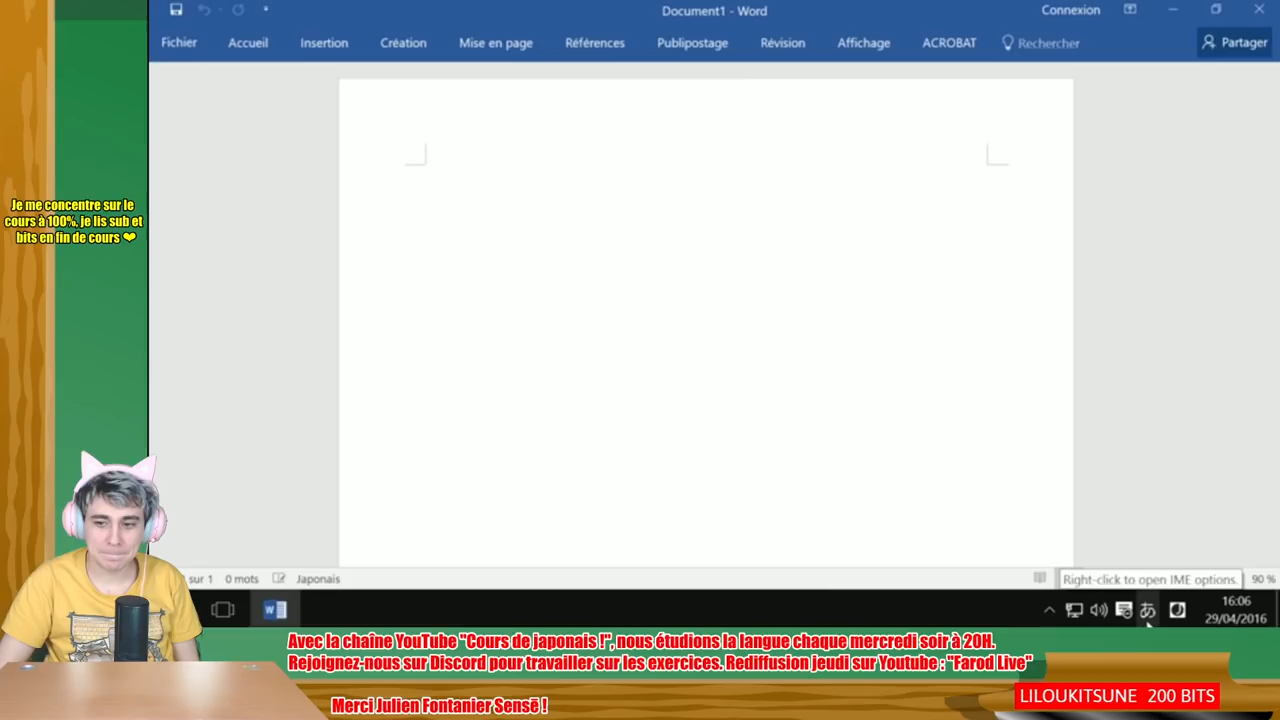 Document1 - Word
Connexion
Fichier Accueil Insertion Création Mise en page Références Publipostage Révision Affichage ACROBAT Rechercher Partager
Je me concentre sur le
cours à 100%, je lis sub et
bits en fin de cours ❤
sur 1 0 mots Japonais
Right-click to open IME options.
90 %
あ
16:06
29/04/2016
Avec la chaîne YouTube "Cours de japonais !", nous étudions la langue chaque mercredi soir à 20H.
Rejoignez-nous sur Discord pour travailler sur les exercices. Rediffusion jeudi sur Youtube : "Farod Live"
LILOUKITSUNE 200 BITS
Merci Julien Fontanier Sensē !